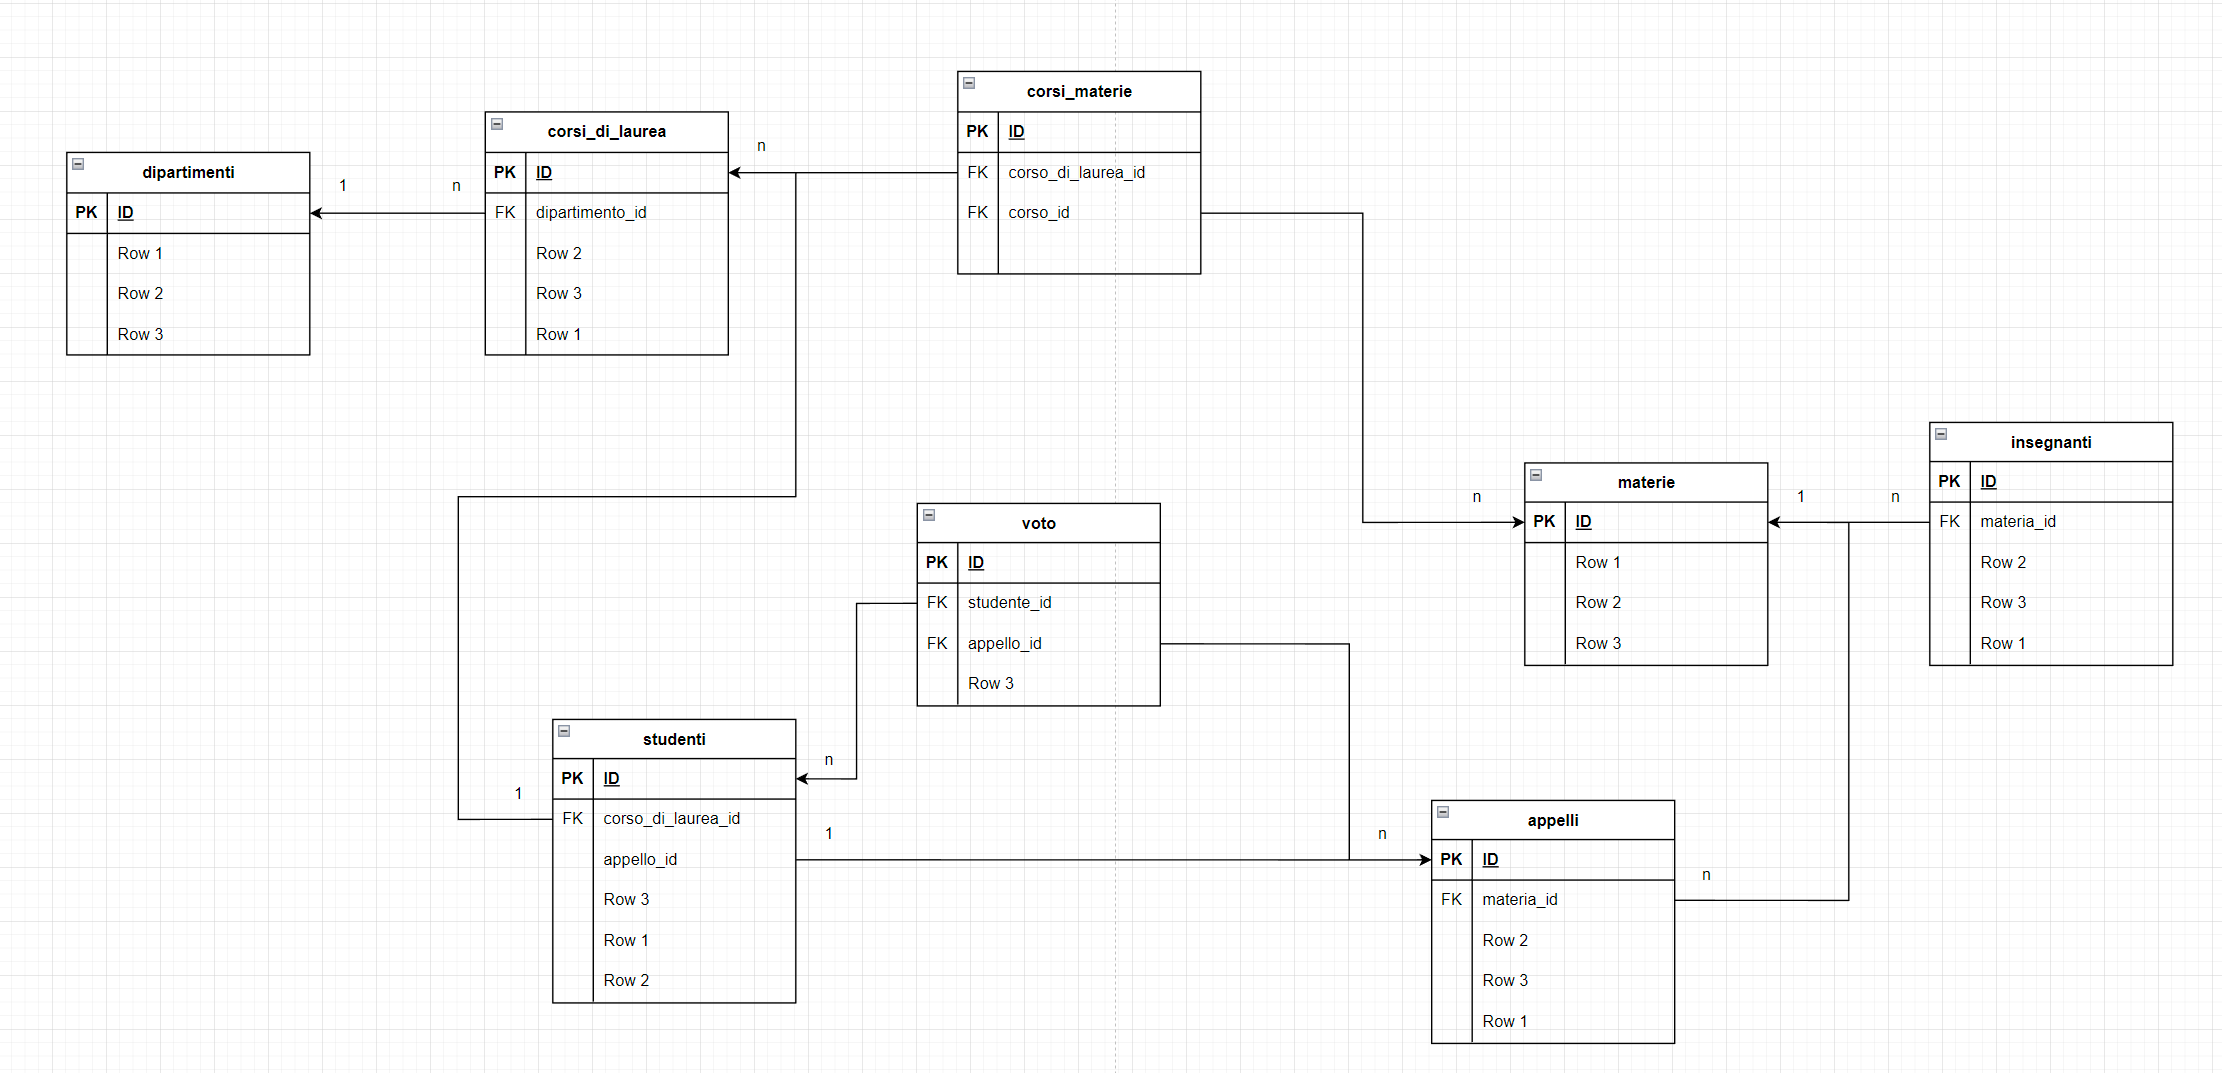 corsi_materie
PK ID
FK corso_di_laurea_id
FK corso_id
n
corsi_di_laurea
PK ID
FK dipartimento_id
Row 2
Row 3
Row 1
1 n
dipartimenti
PK ID
Row 1
Row 2
Row 3
insegnanti
PK ID
FK materia_id
Row 2
Row 3
Row 1
n 1 n
materie
PK ID
Row 1
Row 2
Row 3
voto
PK ID
FK studente_id
FK appello_id
Row 3
studenti
PK ID
FK corso_di_laurea_id
appello_id
Row 3
Row 1
Row 2
n
1
1
n
appelli
PK ID
FK materia_id
Row 2
Row 3
Row 1
n